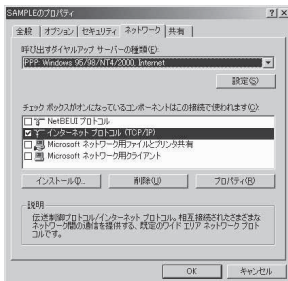 SAMPLEのプロパティ
全般 オプション セキュリティ ネットワーク 共有
呼び出すダイヤルアップ サーバーの種類(E):
PPP: Windows 95/98/NT4/2000, Internet
設定(S)
チェック ボックスがオンになっているコンポーネントはこの接続で使われます(C):
NetBEUI プロトコル
インターネット プロトコル (TCP/IP)
Microsoft ネットワーク用ファイルとプリンタ共有
Microsoft ネットワーク用クライアント
インストール(I)... 削除(U) プロパティ(R)
説明
伝送制御プロトコル/インターネット プロトコル。相互接続されたさまざまな
ネットワーク間の通信を提供する、既定のワイド エリア ネットワーク プロト
コルです。
OK キャンセル